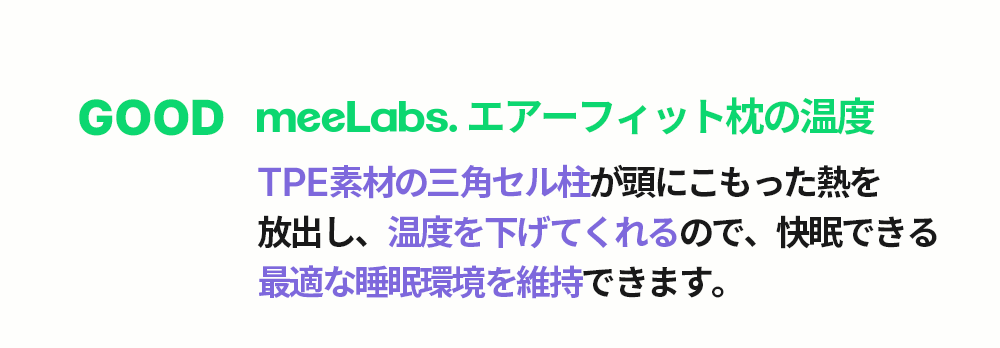 GOOD meeLabs. エアーフィット枕の温度
TPE素材の三角セル柱が頭にこもった熱を
放出し、温度を下げてくれるので、快眠できる
最適な睡眠環境を維持できます。